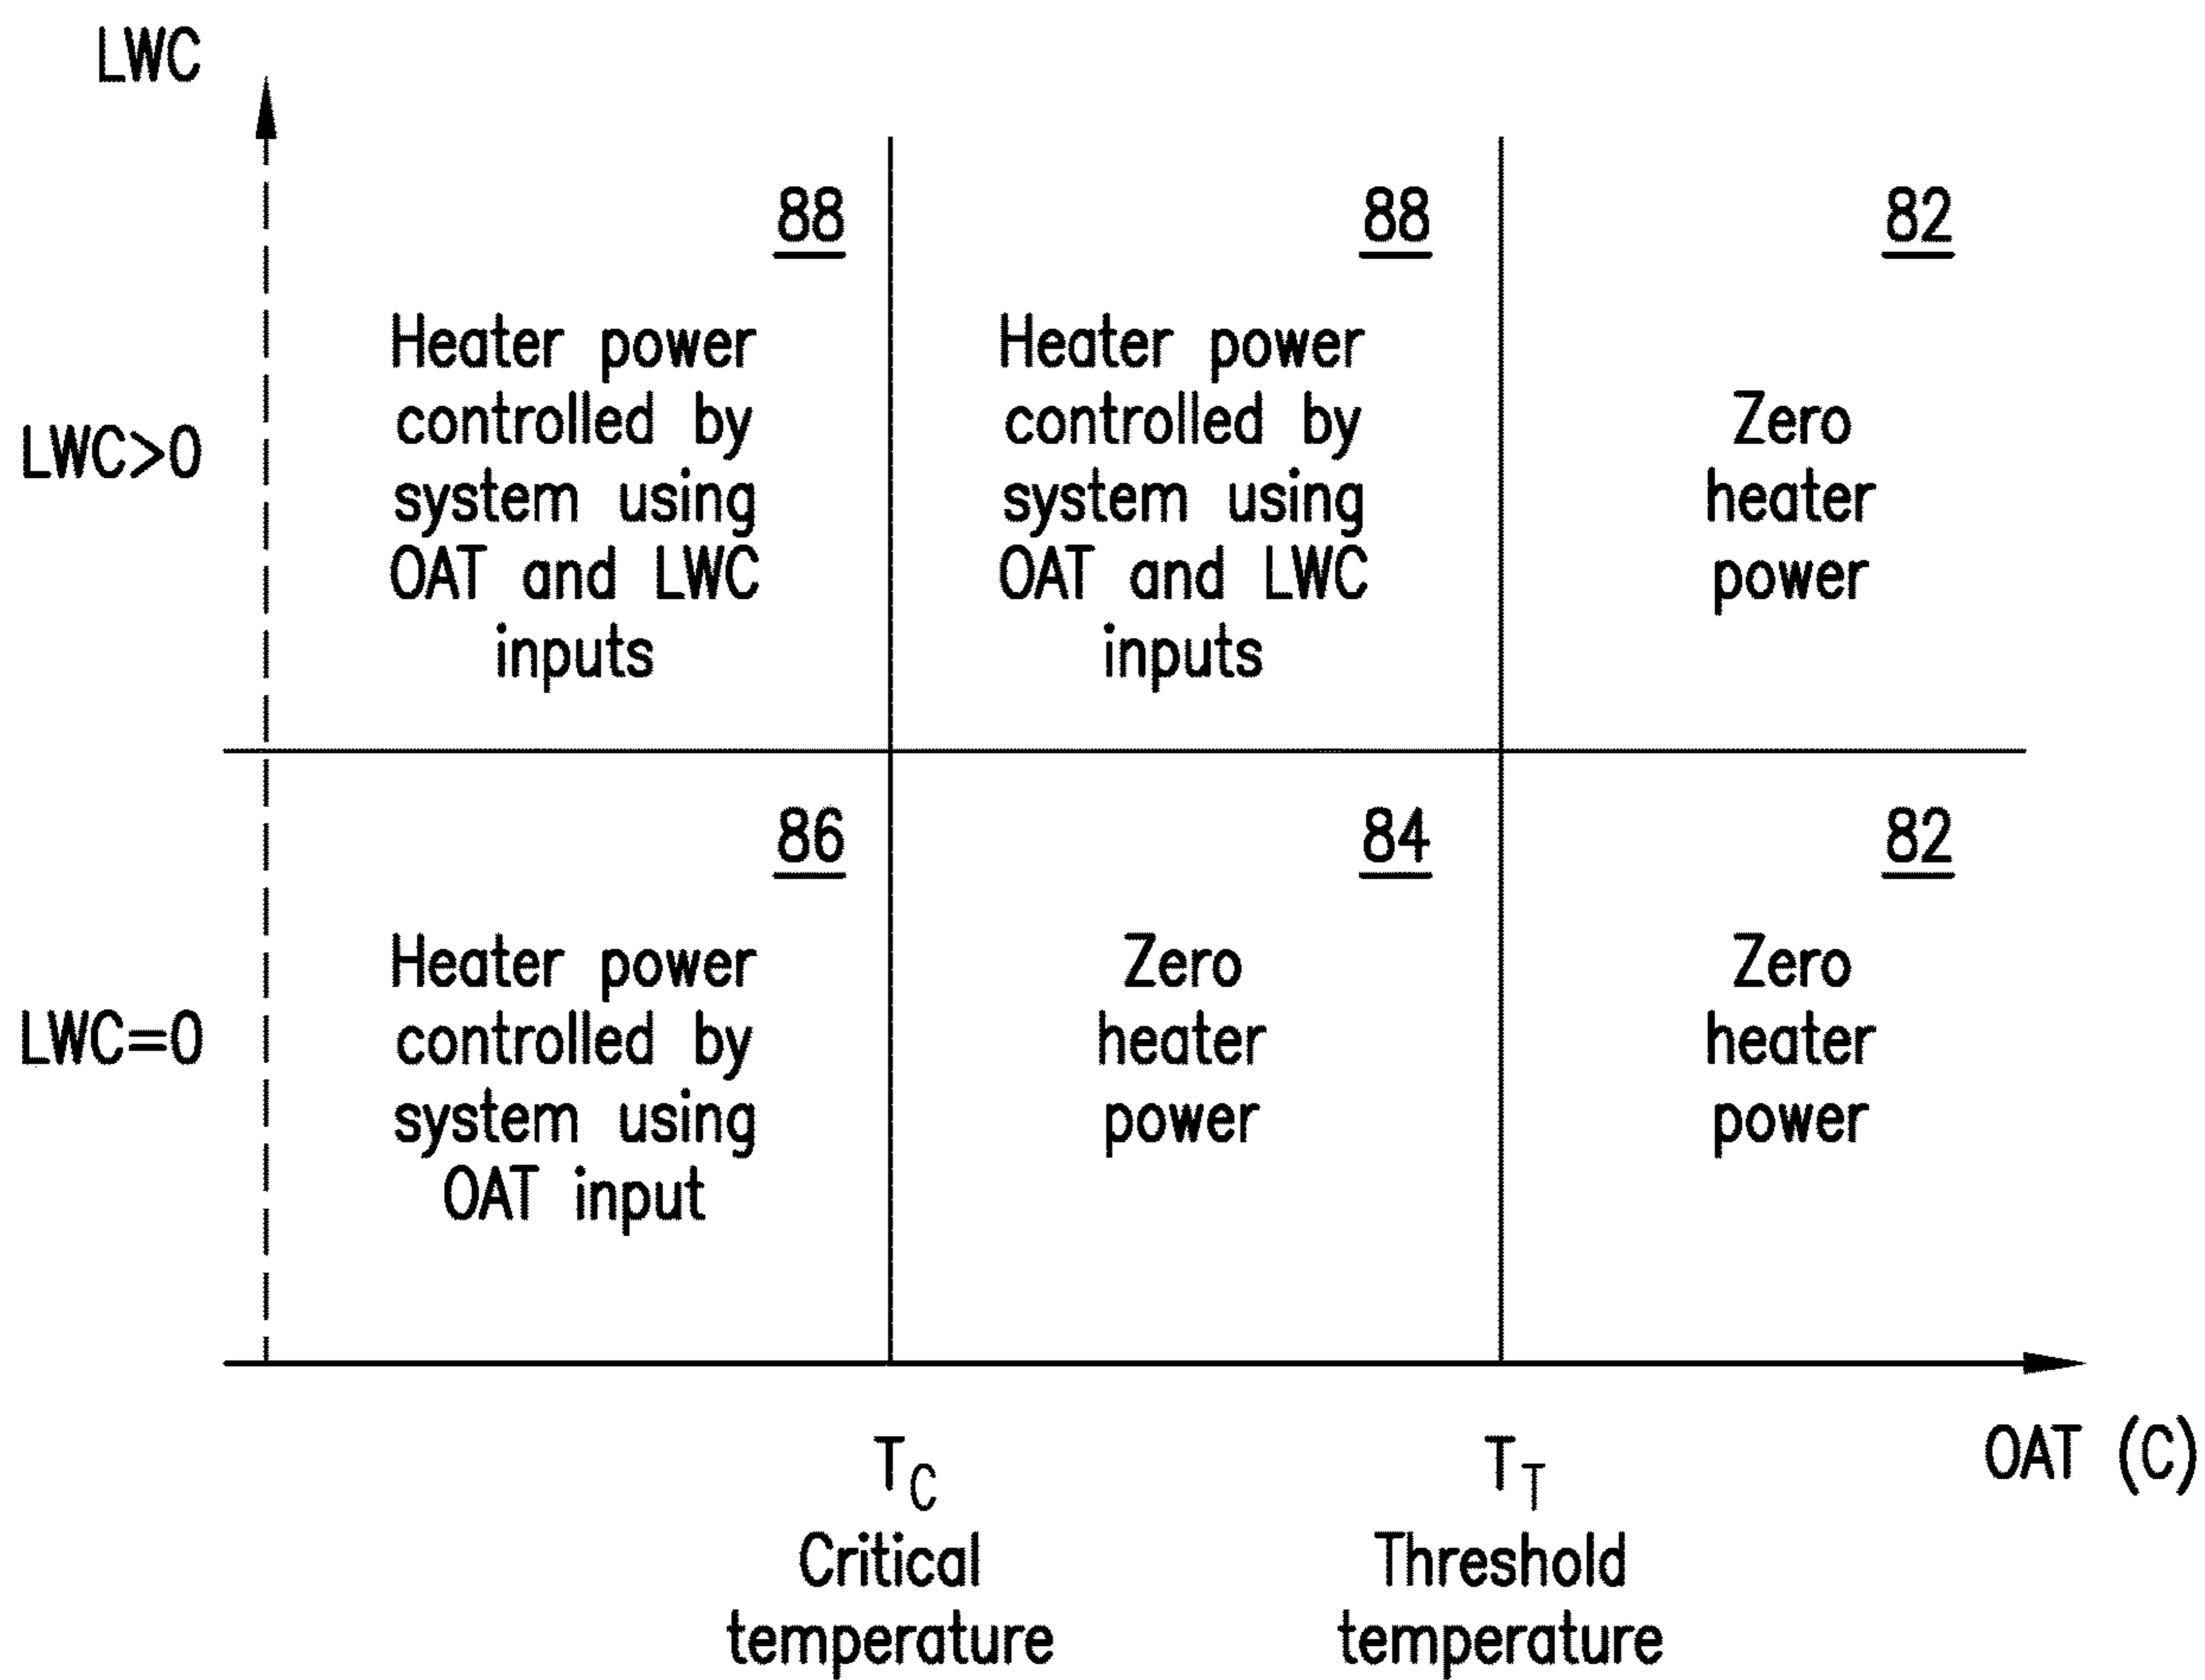 LWC
88
88
82
LWC>0
Heater power
controlled by
system using
OAT and LWC
inputs
Heater power
controlled by
system using
OAT and LWC
inputs
Zero
heater
power
86
84
82
LWC=0
Heater power
controlled by
system using
OAT input
Zero
heater
power
Zero
heater
power
TC
Critical
temperature
TT
Threshold
temperature
OAT (C)